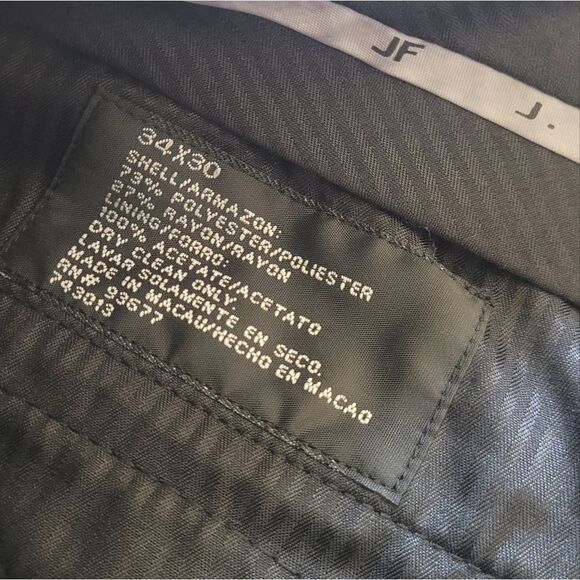 JF
J.
34X30
SHELL/ARMAZON:
73% POLYESTER/POLIESTER
27% RAYON/RAYON
LINING/FORRO:
100% ACETATE/ACETATO
DRY CLEAN ONLY
LAVAR SOLAMENTE EN SECO.
MADE IN MACAU/HECHO EN MACAO
RN# 93677
793013